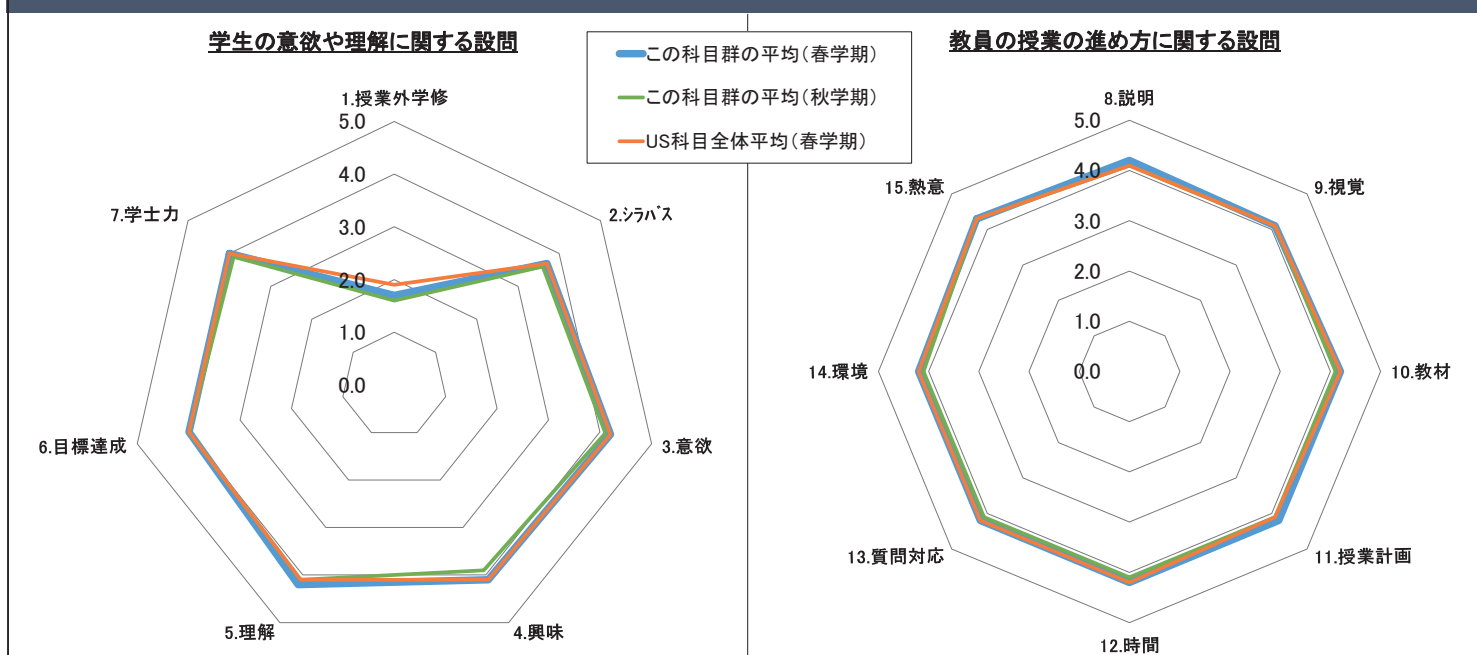 学生の意欲や理解に関する設問
この科目群の平均(春学期)
この科目群の平均(秋学期)
US科目全体平均(春学期)
教員の授業の進め方に関する設問
1.授業外学修
2.ｼﾗﾊﾞｽ
3.意欲
4.興味
5.理解
6.目標達成
7.学士力
5.0
4.0
3.0
2.0
1.0
0.0
8.説明
9.視覚
10.教材
11.授業計画
12.時間
13.質問対応
14.環境
15.熱意
5.0
4.0
3.0
2.0
1.0
0.0